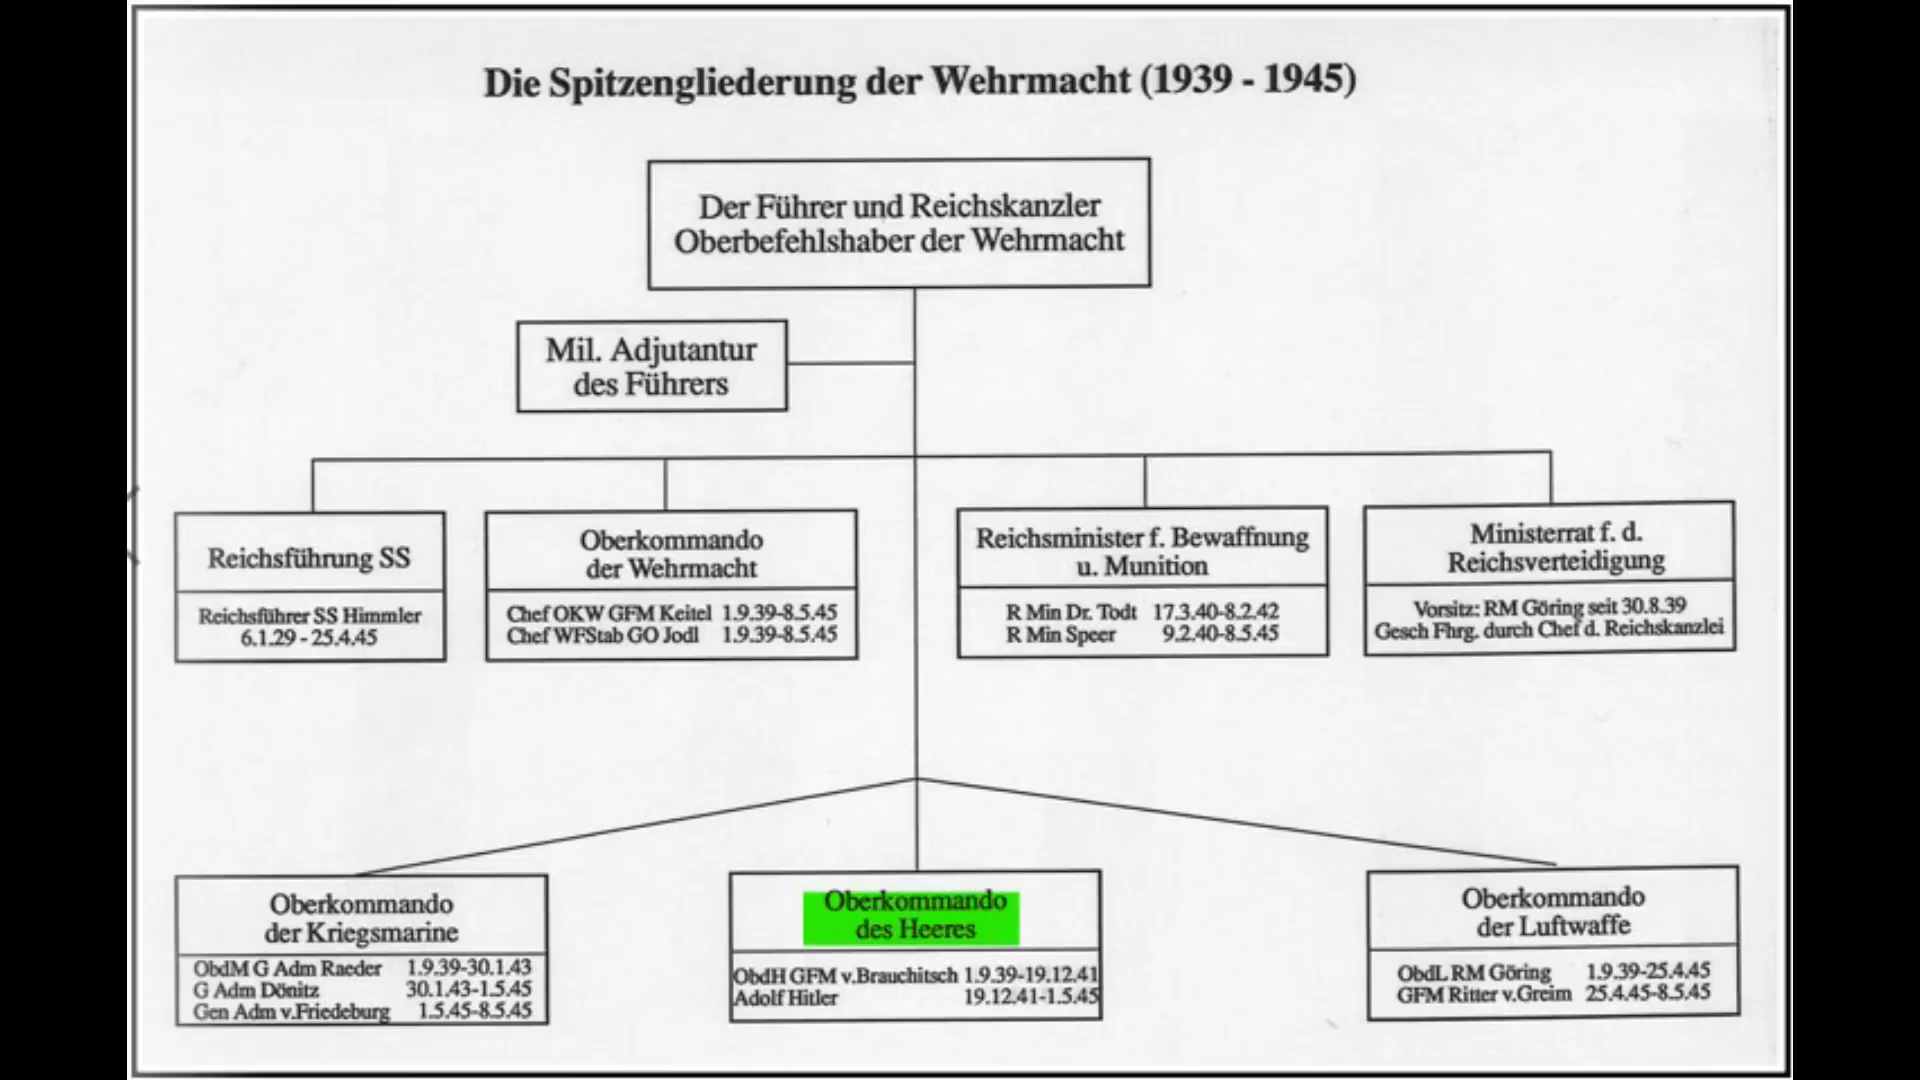 Die Spitzengliederung der Wehrmacht (1939 - 1945)
Der Führer und Reichskanzler
Oberbefehlshaber der Wehrmacht
Mil. Adjutantur
des Führers
Reichsführung SS
Reichsführer SS Himmler
6.1.29 - 25.4.45
Oberkommando
der Wehrmacht
Chef OKW GFM Keitel 1.9.39-8.5.45
Chef WFStab GO Jodl 1.9.39-8.5.45
Reichsminister f. Bewaffnung
u. Munition
R Min Dr. Todt 17.3.40-8.2.42
R Min Speer 9.2.40-8.5.45
Ministerrat f. d.
Reichsverteidigung
Vorsitz: RM Göring seit 30.8.39
Gesch Fhrg. durch Chef d. Reichskanzlei
Oberkommando
der Kriegsmarine
ObdM G Adm Raeder 1.9.39-30.1.43
G Adm Dönitz 30.1.43-1.5.45
Gen Adm v.Friedeburg 1.5.45-8.5.45
Oberkommando
des Heeres
ObdH GFM v.Brauchitsch 1.9.39-19.12.41
Adolf Hitler 19.12.41-1.5.45
Oberkommando
der Luftwaffe
ObdL RM Göring 1.9.39-25.4.45
GFM Ritter v.Greim 25.4.45-8.5.45